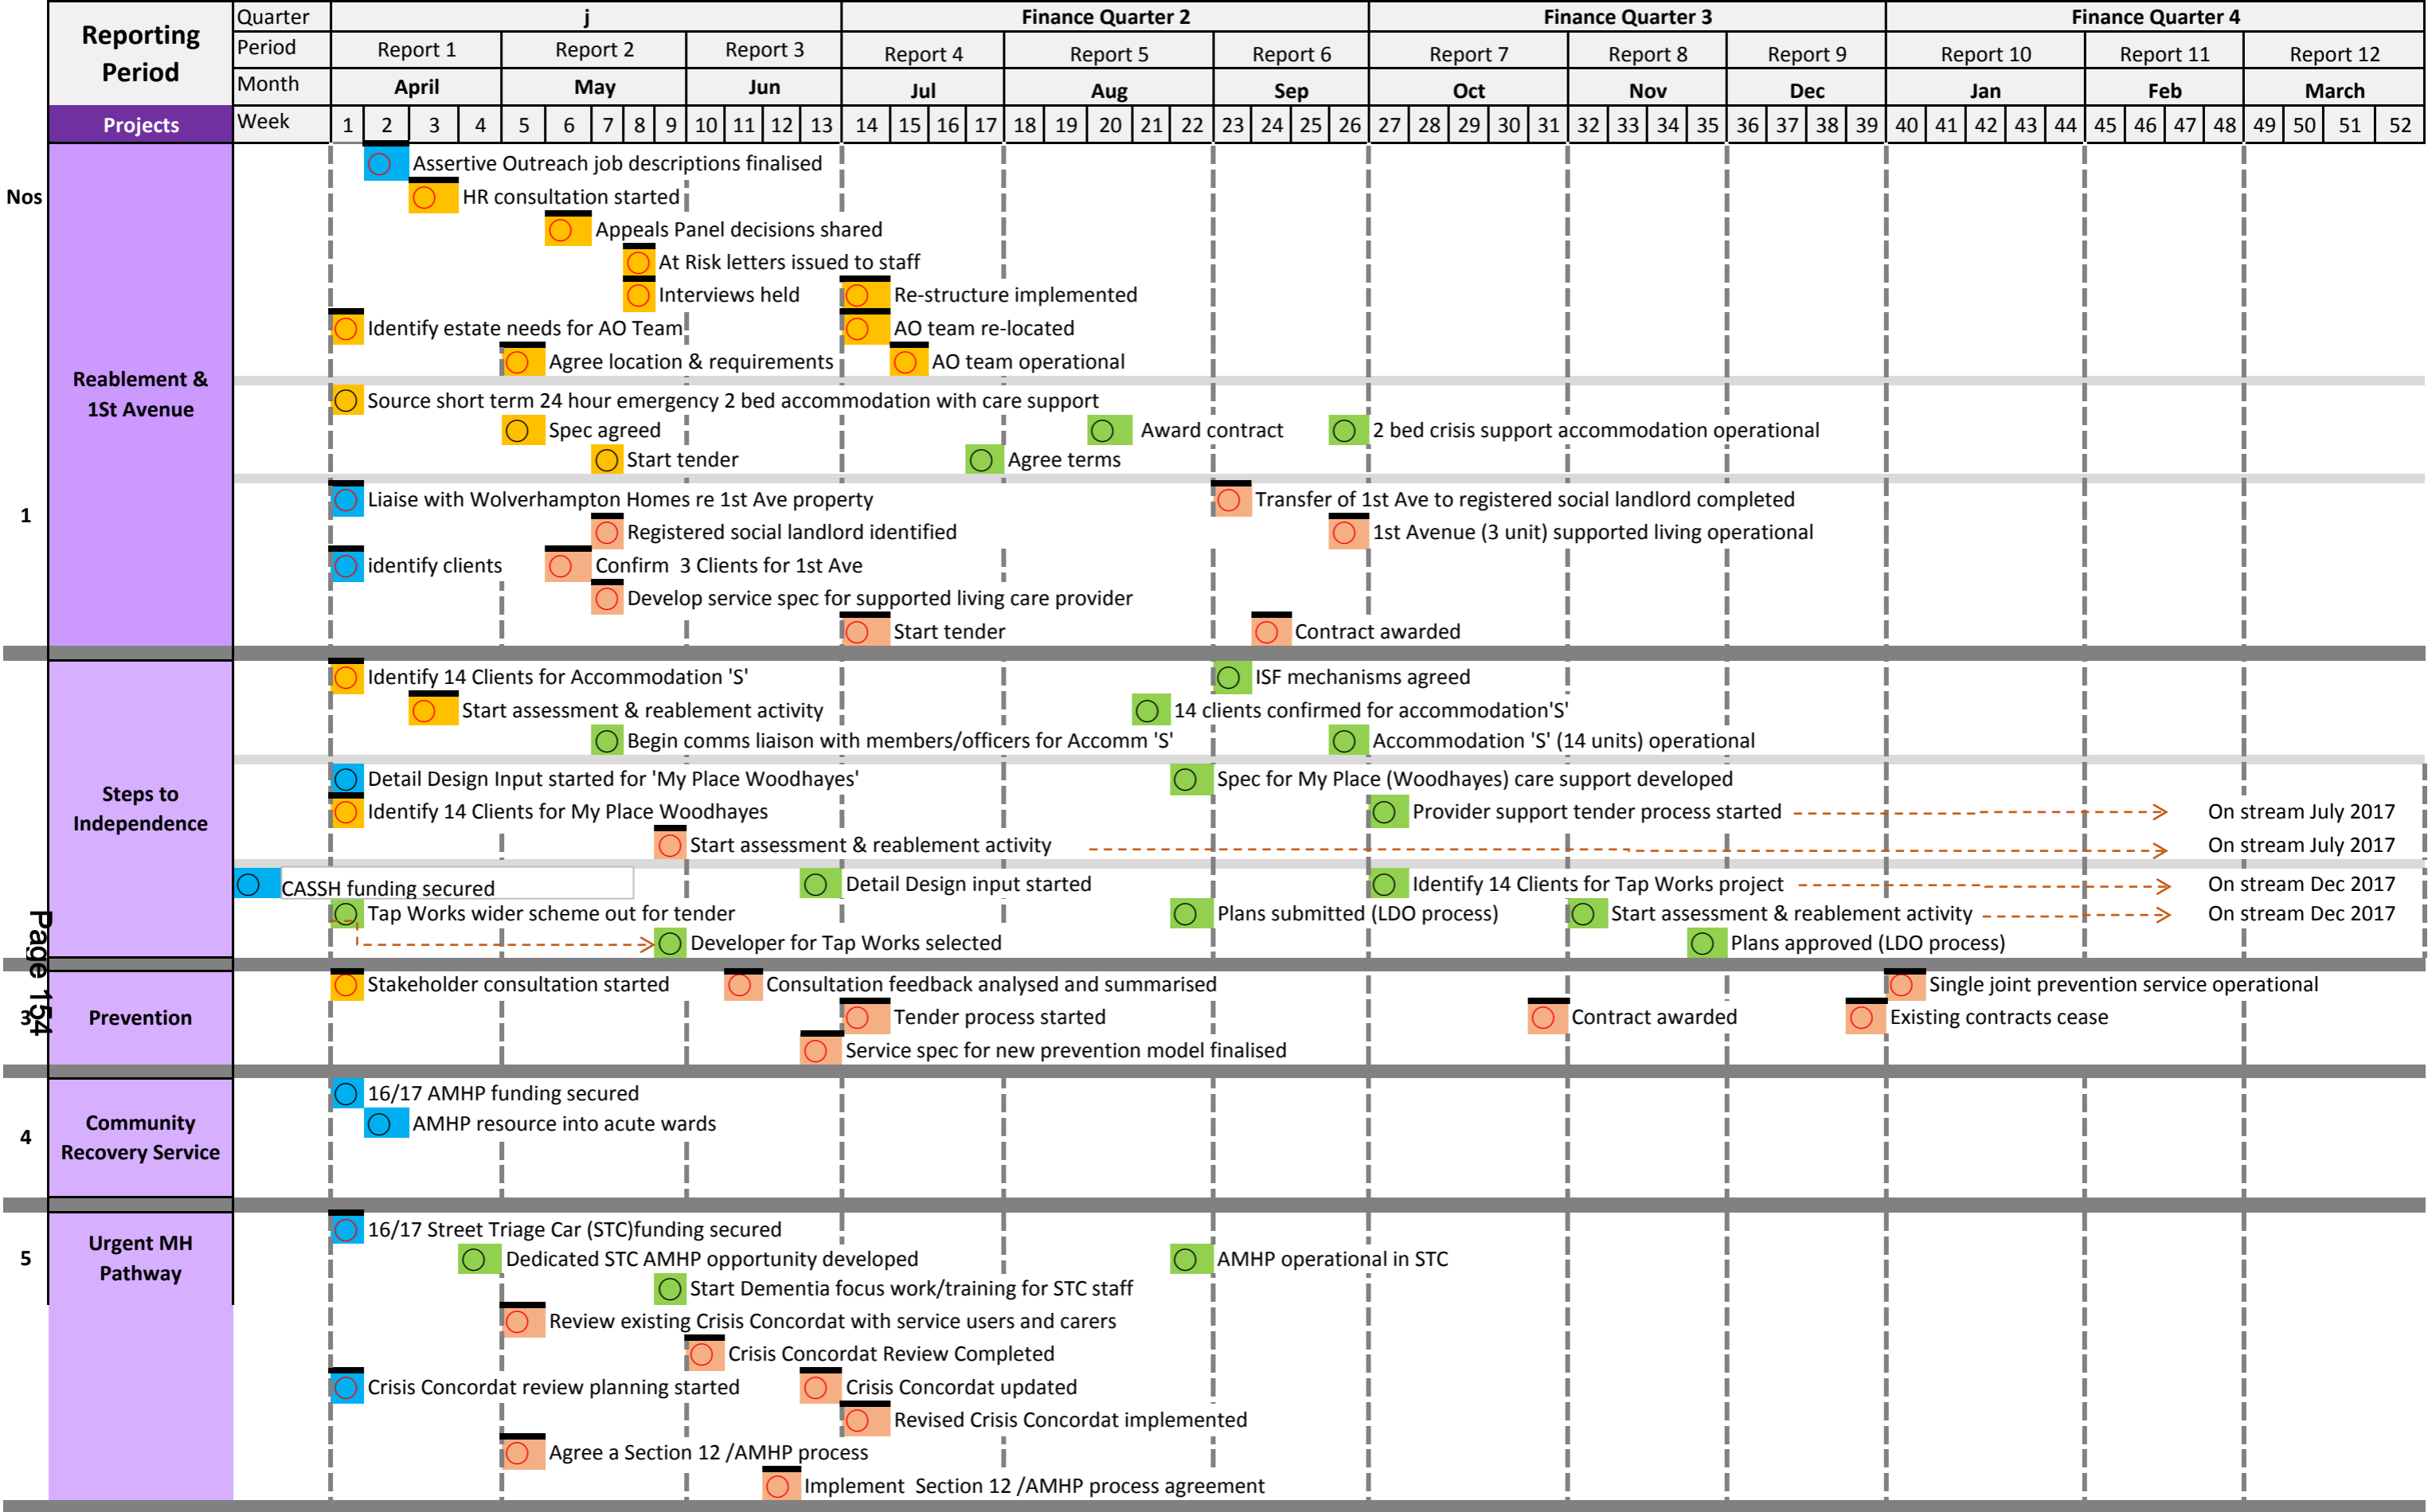 Reporting Period
Quarter j Finance Quarter 2 Finance Quarter 3 Finance Quarter 4
Period Report 1 Report 2 Report 3 Report 4 Report 5 Report 6 Report 7 Report 8 Report 9 Report 10 Report 11 Report 12
Month April May Jun Jul Aug Sep Oct Nov Dec Jan Feb March
Projects Week 1 2 3 4 5 6 7 8 9 10 11 12 13 14 15 16 17 18 19 20 21 22 23 24 25 26 27 28 29 30 31 32 33 34 35 36 37 38 39 40 41 42 43 44 45 46 47 48 49 50 51 52
Nos
1
Reablement &
1St Avenue
Assertive Outreach job descriptions finalised
HR consultation started
Appeals Panel decisions shared
At Risk letters issued to staff
Interviews held Re-structure implemented
Identify estate needs for AO Team AO team re-located
Agree location & requirements AO team operational
Source short term 24 hour emergency 2 bed accommodation with care support
Spec agreed Award contract 2 bed crisis support accommodation operational
Start tender Agree terms
Liaise with Wolverhampton Homes re 1st Ave property Transfer of 1st Ave to registered social landlord completed
Registered social landlord identified 1st Avenue (3 unit) supported living operational
identify clients Confirm 3 Clients for 1st Ave
Develop service spec for supported living care provider
Start tender Contract awarded
Steps to
Independence
Identify 14 Clients for Accommodation 'S' ISF mechanisms agreed
Start assessment & reablement activity 14 clients confirmed for accommodation'S'
Begin comms liaison with members/officers for Accomm 'S' Accommodation 'S' (14 units) operational
Detail Design Input started for 'My Place Woodhayes' Spec for My Place (Woodhayes) care support developed
Identify 14 Clients for My Place Woodhayes Provider support tender process started On stream July 2017
Start assessment & reablement activity On stream July 2017
CASSH funding secured Detail Design input started Identify 14 Clients for Tap Works project On stream Dec 2017
Tap Works wider scheme out for tender Plans submitted (LDO process) Start assessment & reablement activity On stream Dec 2017
Developer for Tap Works selected Plans approved (LDO process)
Page 154
3
Prevention
Stakeholder consultation started Consultation feedback analysed and summarised Single joint prevention service operational
Tender process started Contract awarded Existing contracts cease
Service spec for new prevention model finalised
4
Community
Recovery Service
16/17 AMHP funding secured
AMHP resource into acute wards
5
Urgent MH
Pathway
16/17 Street Triage Car (STC)funding secured
Dedicated STC AMHP opportunity developed AMHP operational in STC
Start Dementia focus work/training for STC staff
Review existing Crisis Concordat with service users and carers
Crisis Concordat Review Completed
Crisis Concordat review planning started Crisis Concordat updated
Revised Crisis Concordat implemented
Agree a Section 12 /AMHP process
Implement Section 12 /AMHP process agreement